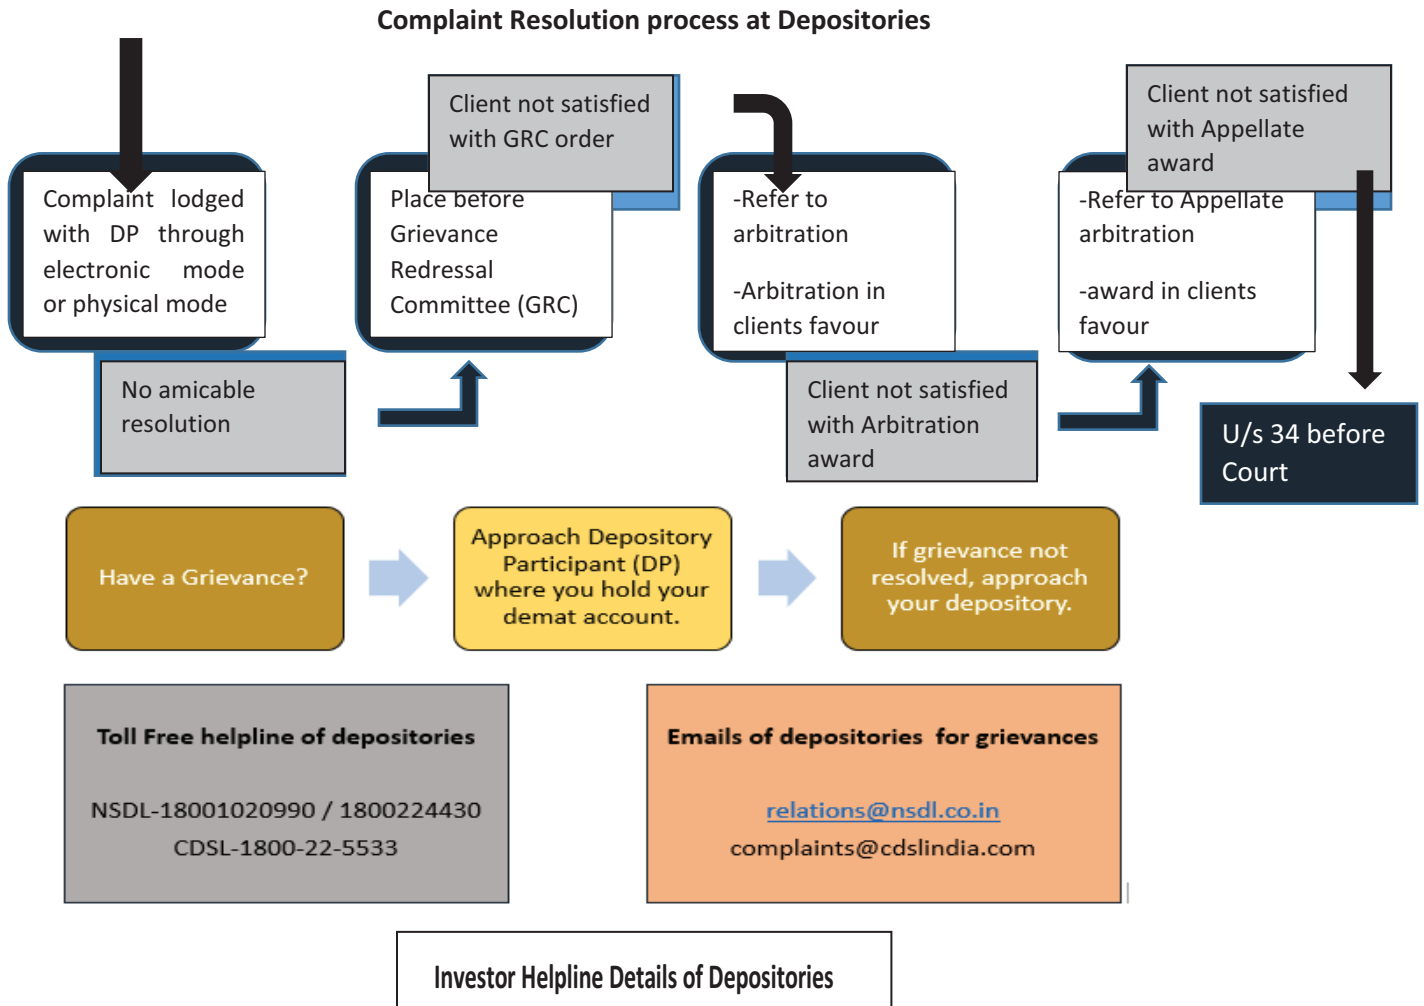 Complaint Resolution process at Depositories
Complaint lodged
with DP through
electronic mode
or physical mode
No amicable
resolution
Place before
Grievance
Redressal
Committee (GRC)
Client not satisfied
with GRC order
-Refer to
arbitration
-Arbitration in
clients favour
Client not satisfied
with Arbitration
award
-Refer to Appellate
arbitration
-award in clients
favour
Client not satisfied
with Appellate
award
U/s 34 before
Court
Have a Grievance?
Approach Depository
Participant (DP)
where you hold your
demat account.
If grievance not
resolved, approach
your depository.
Toll Free helpline of depositories
NSDL-18001020990 / 1800224430
CDSL-1800-22-5533
Emails of depositories for grievances
relations@nsdl.co.in
complaints@cdslindia.com
Investor Helpline Details of Depositories